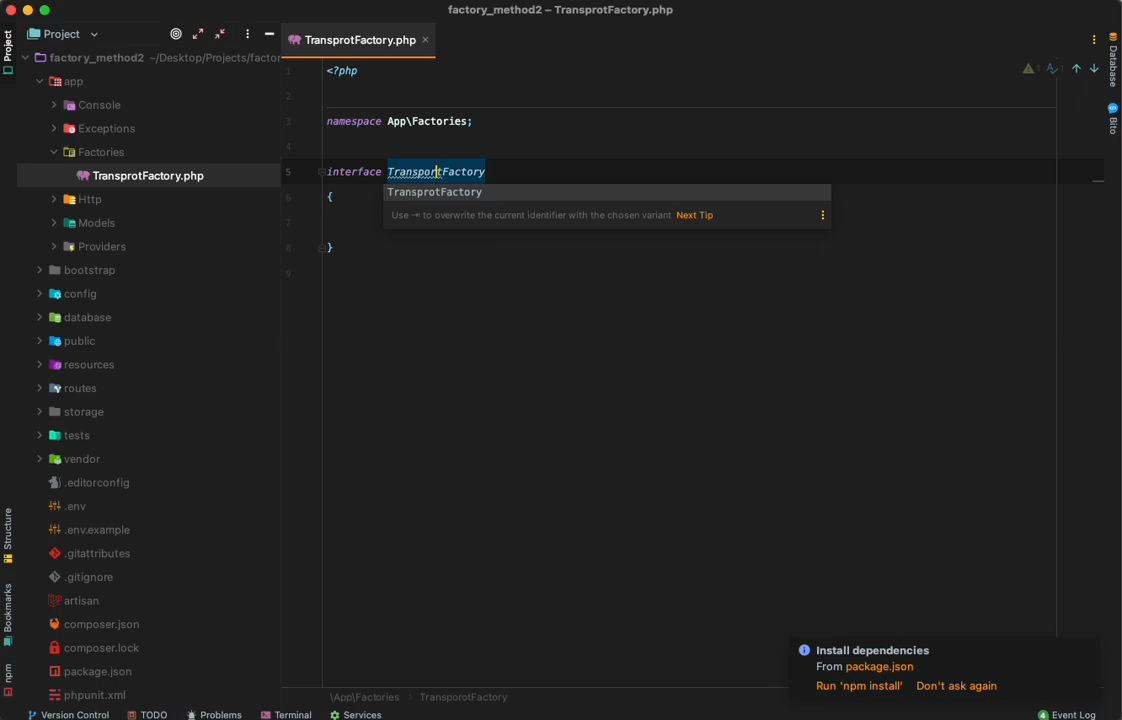 factory_method2 – TransprotFactory.php
Project
TransprotFactory.php
Project
factory_method2 ~/Desktop/Projects/factor
app
Console
Exceptions
Factories
TransprotFactory.php
Http
Models
Providers
bootstrap
config
database
public
resources
routes
storage
tests
vendor
.editorconfig
.env
.env.example
.gitattributes
.gitignore
artisan
composer.json
composer.lock
package.json
phpunit.xml
Structure
Bookmarks
npm
1 <?php
2
3 namespace App\Factories;
4
5 interface TransportFactory
TransprotFactory
6 {
Use ⇥ to overwrite the current identifier with the chosen variant Next Tip
7
8 }
9
1
1
Database
Bito
Install dependencies
From package.json
Run 'npm install' Don't ask again
\App\Factories › TransporotFactory
Version Control TODO Problems Terminal Services
4 Event Log